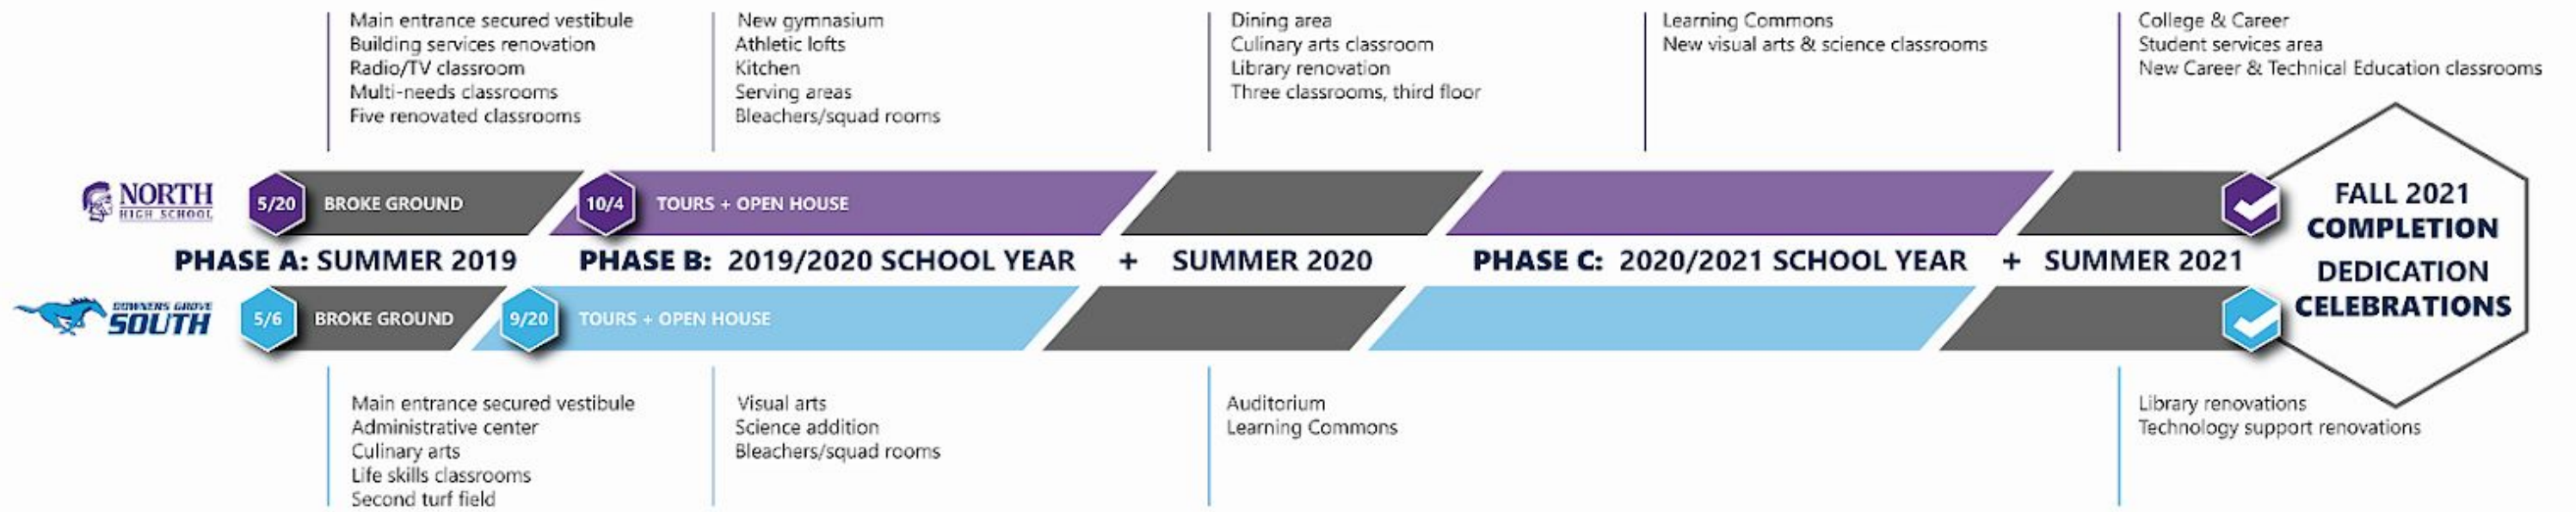 Main entrance secured vestibule
Building services renovation
Radio/TV classroom
Multi-needs classrooms
Five renovated classrooms
New gymnasium
Athletic lofts
Kitchen
Serving areas
Bleachers/squad rooms
Dining area
Culinary arts classroom
Library renovation
Three classrooms, third floor
Learning Commons
New visual arts & science classrooms
College & Career
Student services area
New Career & Technical Education classrooms
NORTH
HIGH SCHOOL
5/20 BROKE GROUND
10/4 TOURS + OPEN HOUSE
PHASE A: SUMMER 2019
PHASE B: 2019/2020 SCHOOL YEAR + SUMMER 2020
PHASE C: 2020/2021 SCHOOL YEAR + SUMMER 2021
FALL 2021
COMPLETION
DEDICATION
CELEBRATIONS
DOWNERS GROVE
SOUTH
5/6 BROKE GROUND
9/20 TOURS + OPEN HOUSE
Main entrance secured vestibule
Administrative center
Culinary arts
Life skills classrooms
Second turf field
Visual arts
Science addition
Bleachers/squad rooms
Auditorium
Learning Commons
Library renovations
Technology support renovations